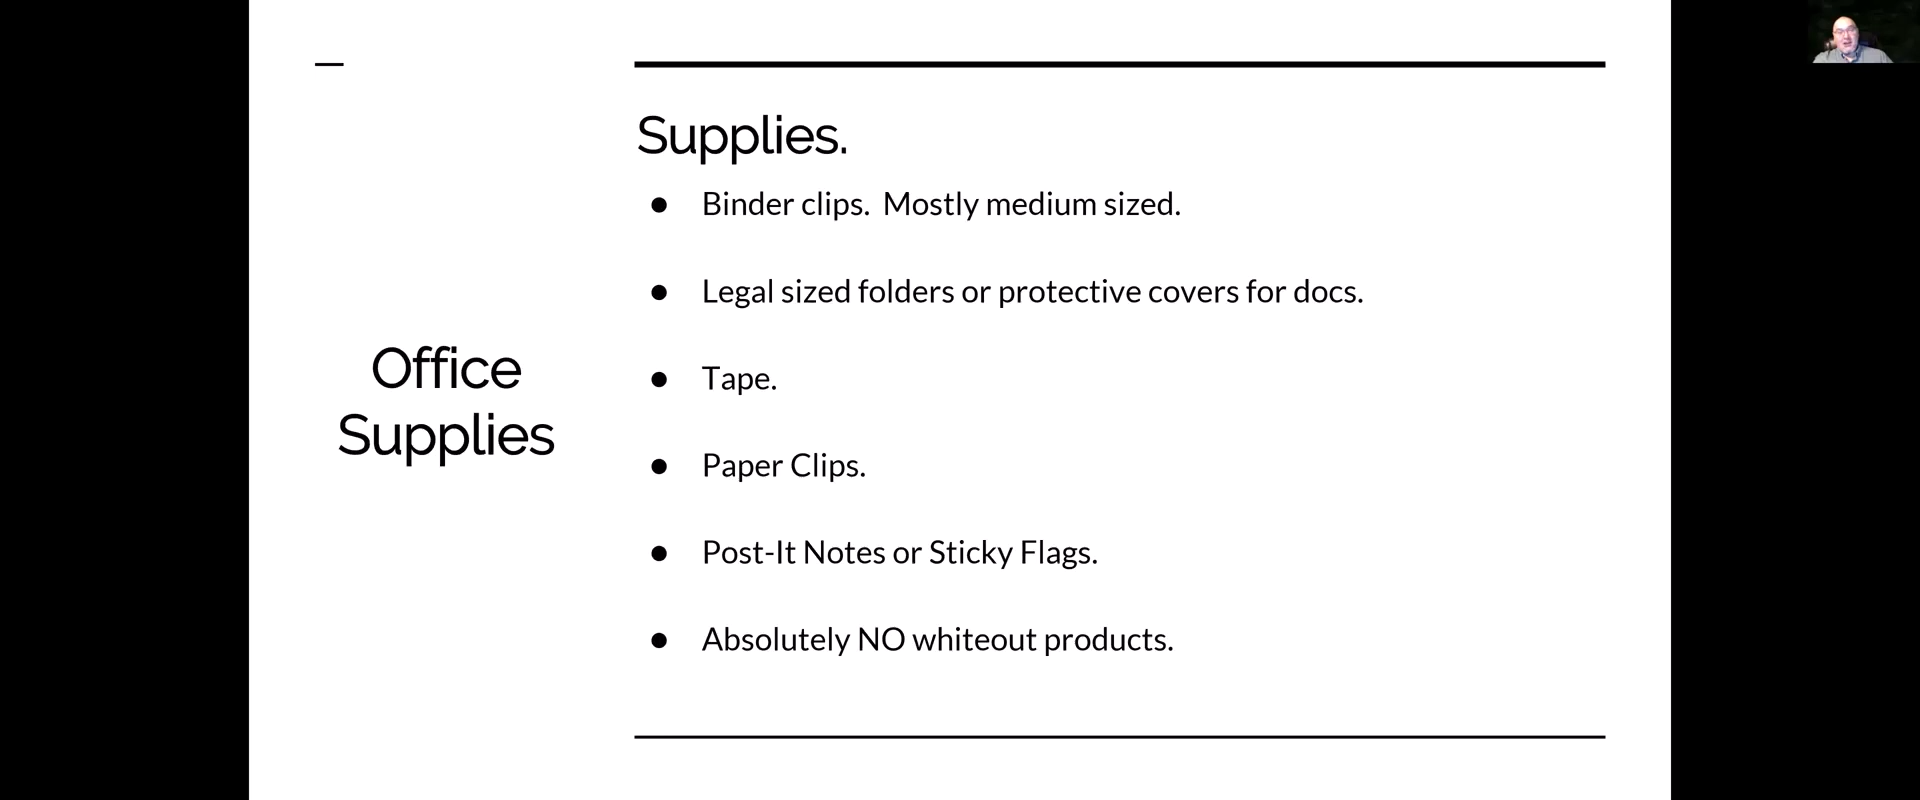 Office
Supplies
Supplies.
● Binder clips.  Mostly medium sized.
● Legal sized folders or protective covers for docs.
● Tape.
● Paper Clips.
● Post-It Notes or Sticky Flags.
● Absolutely NO whiteout products.